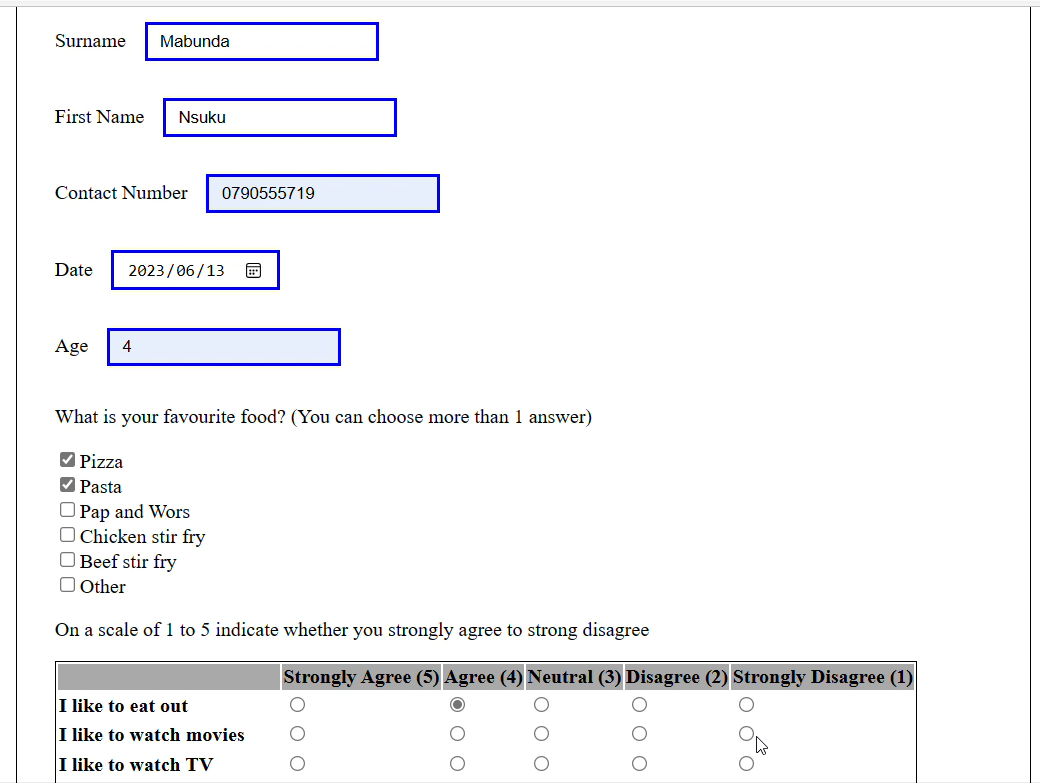 Surname Mabunda
First Name Nsuku
Contact Number 0790555719
Date 2023/06/13
Age 4
What is your favourite food? (You can choose more than 1 answer)
Pizza
Pasta
Pap and Wors
Chicken stir fry
Beef stir fry
Other
On a scale of 1 to 5 indicate whether you strongly agree to strong disagree
Strongly Agree (5) Agree (4) Neutral (3) Disagree (2) Strongly Disagree (1)
I like to eat out
I like to watch movies
I like to watch TV